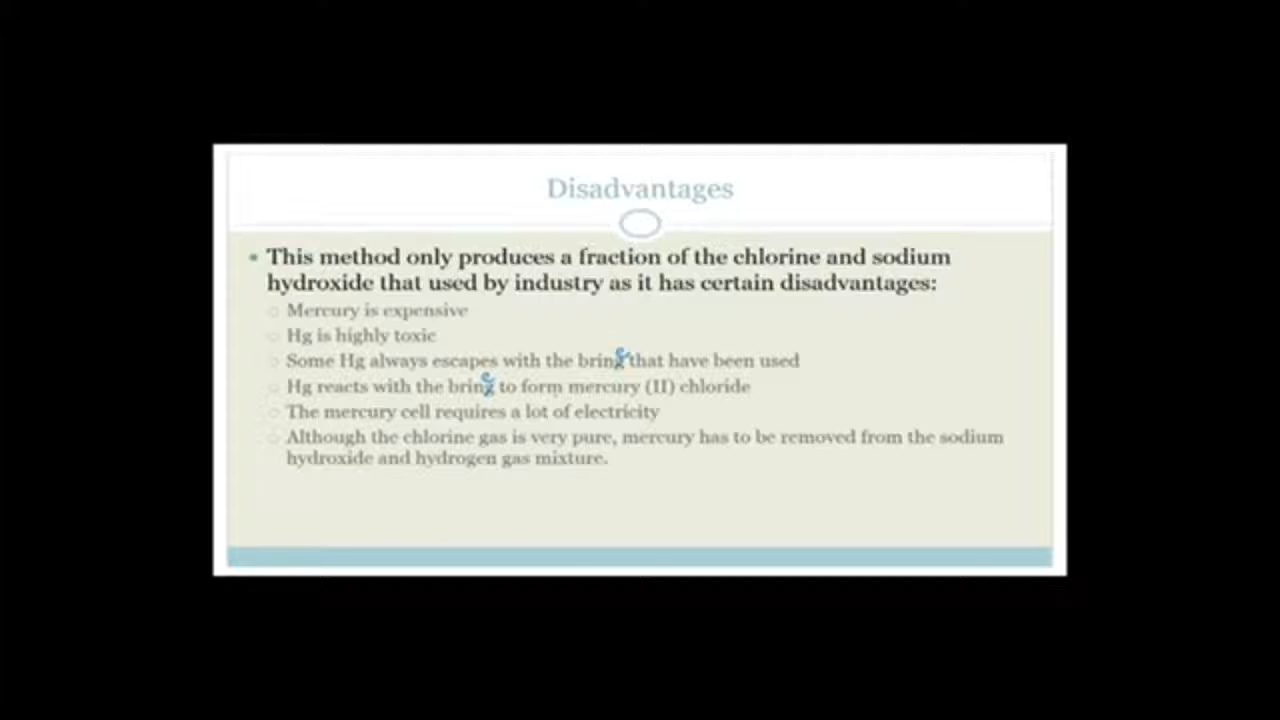 Disadvantages
This method only produces a fraction of the chlorine and sodium
hydroxide that used by industry as it has certain disadvantages:
Mercury is expensive
Hg is highly toxic
Some Hg always escapes with the brine that have been used
Hg reacts with the brine to form mercury (II) chloride
The mercury cell requires a lot of electricity
Although the chlorine gas is very pure, mercury has to be removed from the sodium
hydroxide and hydrogen gas mixture.